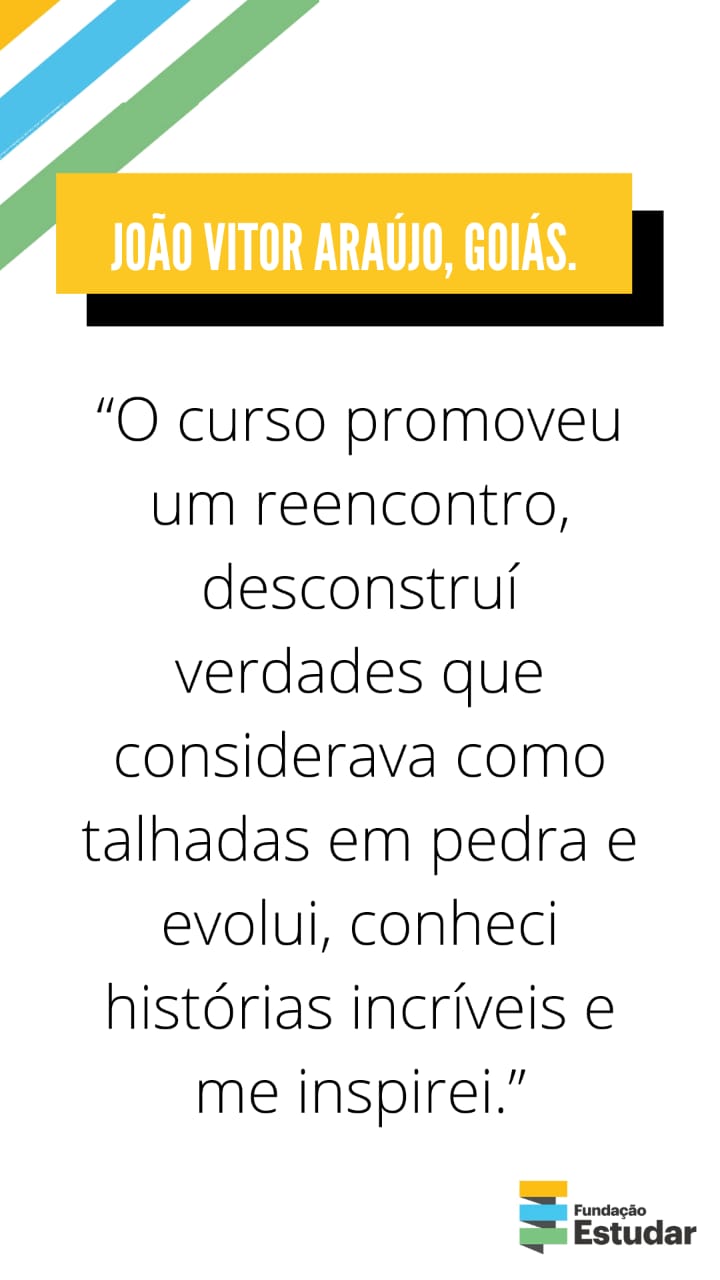 JOÃO VITOR ARAÚJO, GOIÁS.
“O curso promoveu
um reencontro,
desconstruí
verdades que
considerava como
talhadas em pedra e
evolui, conheci
histórias incríveis e
me inspirei.”
Fundação
Estudar